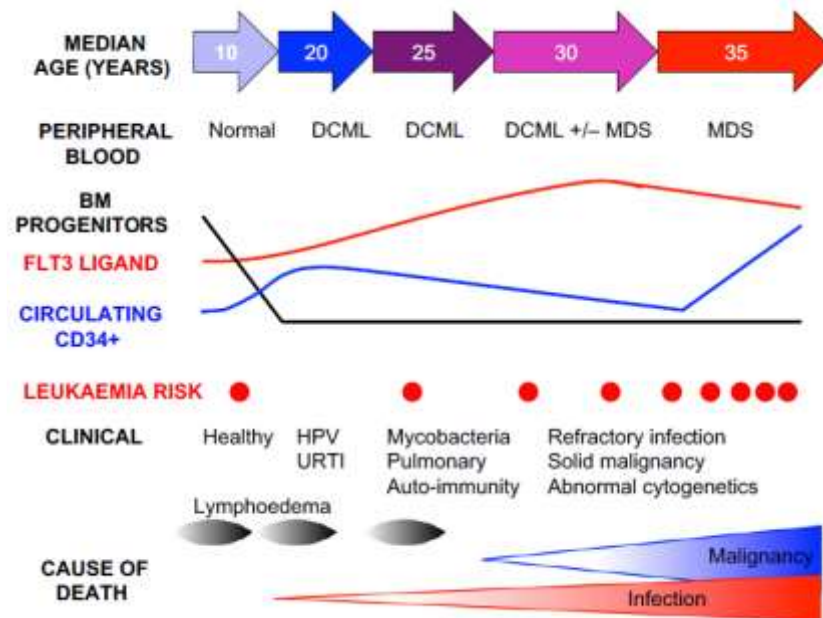 MEDIAN
AGE (YEARS)
10 20 25 30 35
PERIPHERAL
BLOOD
Normal DCML DCML DCML +/– MDS MDS
BM
PROGENITORS
FLT3 LIGAND
CIRCULATING
CD34+
LEUKAEMIA RISK
CLINICAL
Healthy HPV Mycobacteria Refractory infection
URTI Pulmonary Solid malignancy
Auto-immunity Abnormal cytogenetics
Lymphoedema
CAUSE OF
DEATH
Malignancy
Infection